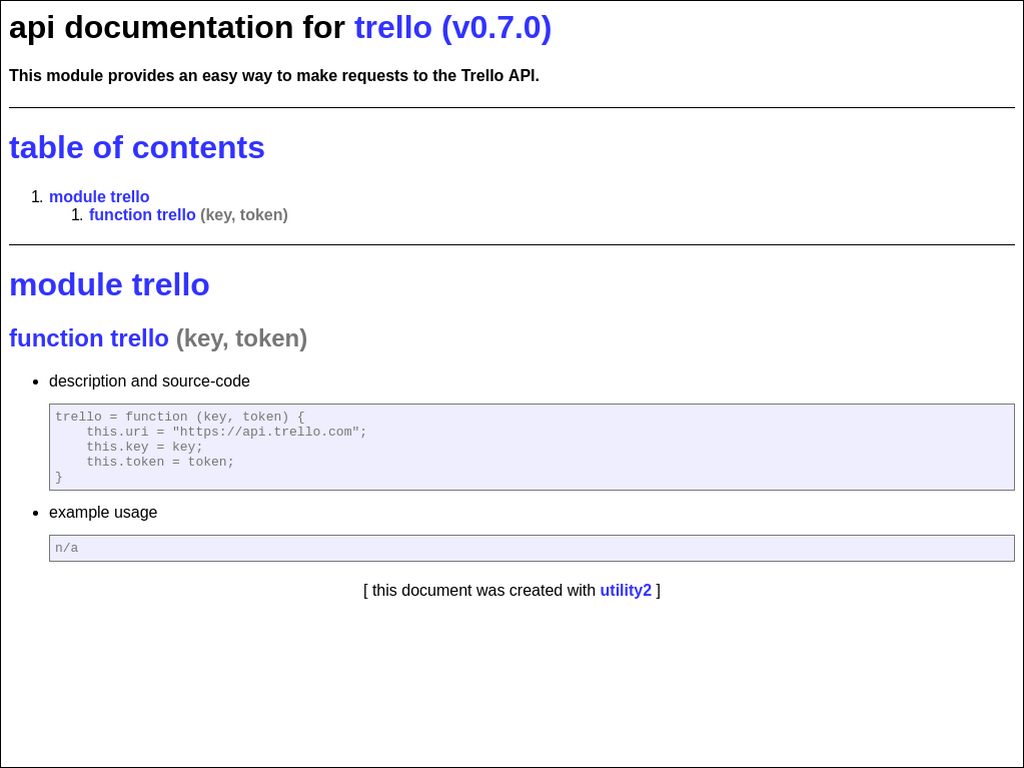 api documentation for trello (v0.7.0)
This module provides an easy way to make requests to the Trello API.
table of contents
1. module trello
1. function trello (key, token)
module trello
function trello (key, token)
• description and source-code
trello = function (key, token) {
    this.uri = "https://api.trello.com";
    this.key = key;
    this.token = token;
}
• example usage
n/a
[ this document was created with utility2 ]